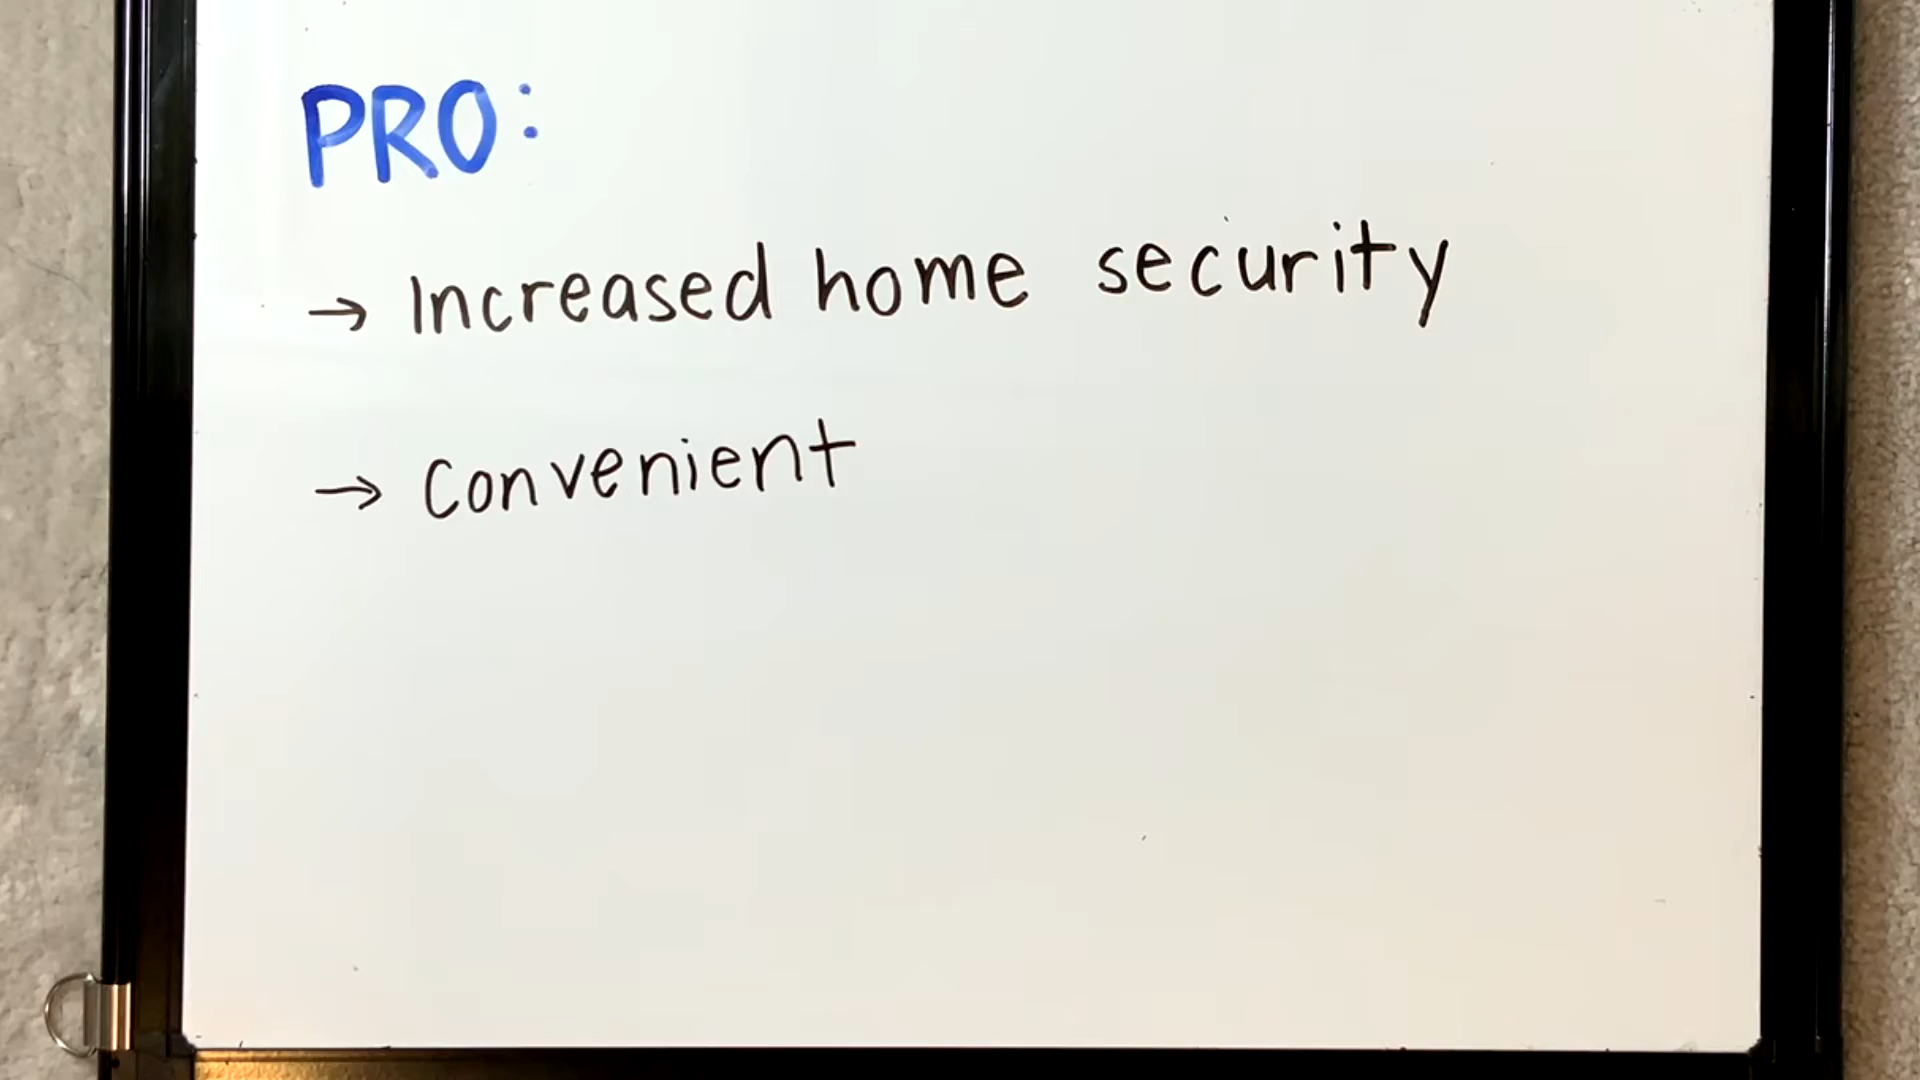 PRO:
→ Increased home security
→ Convenient